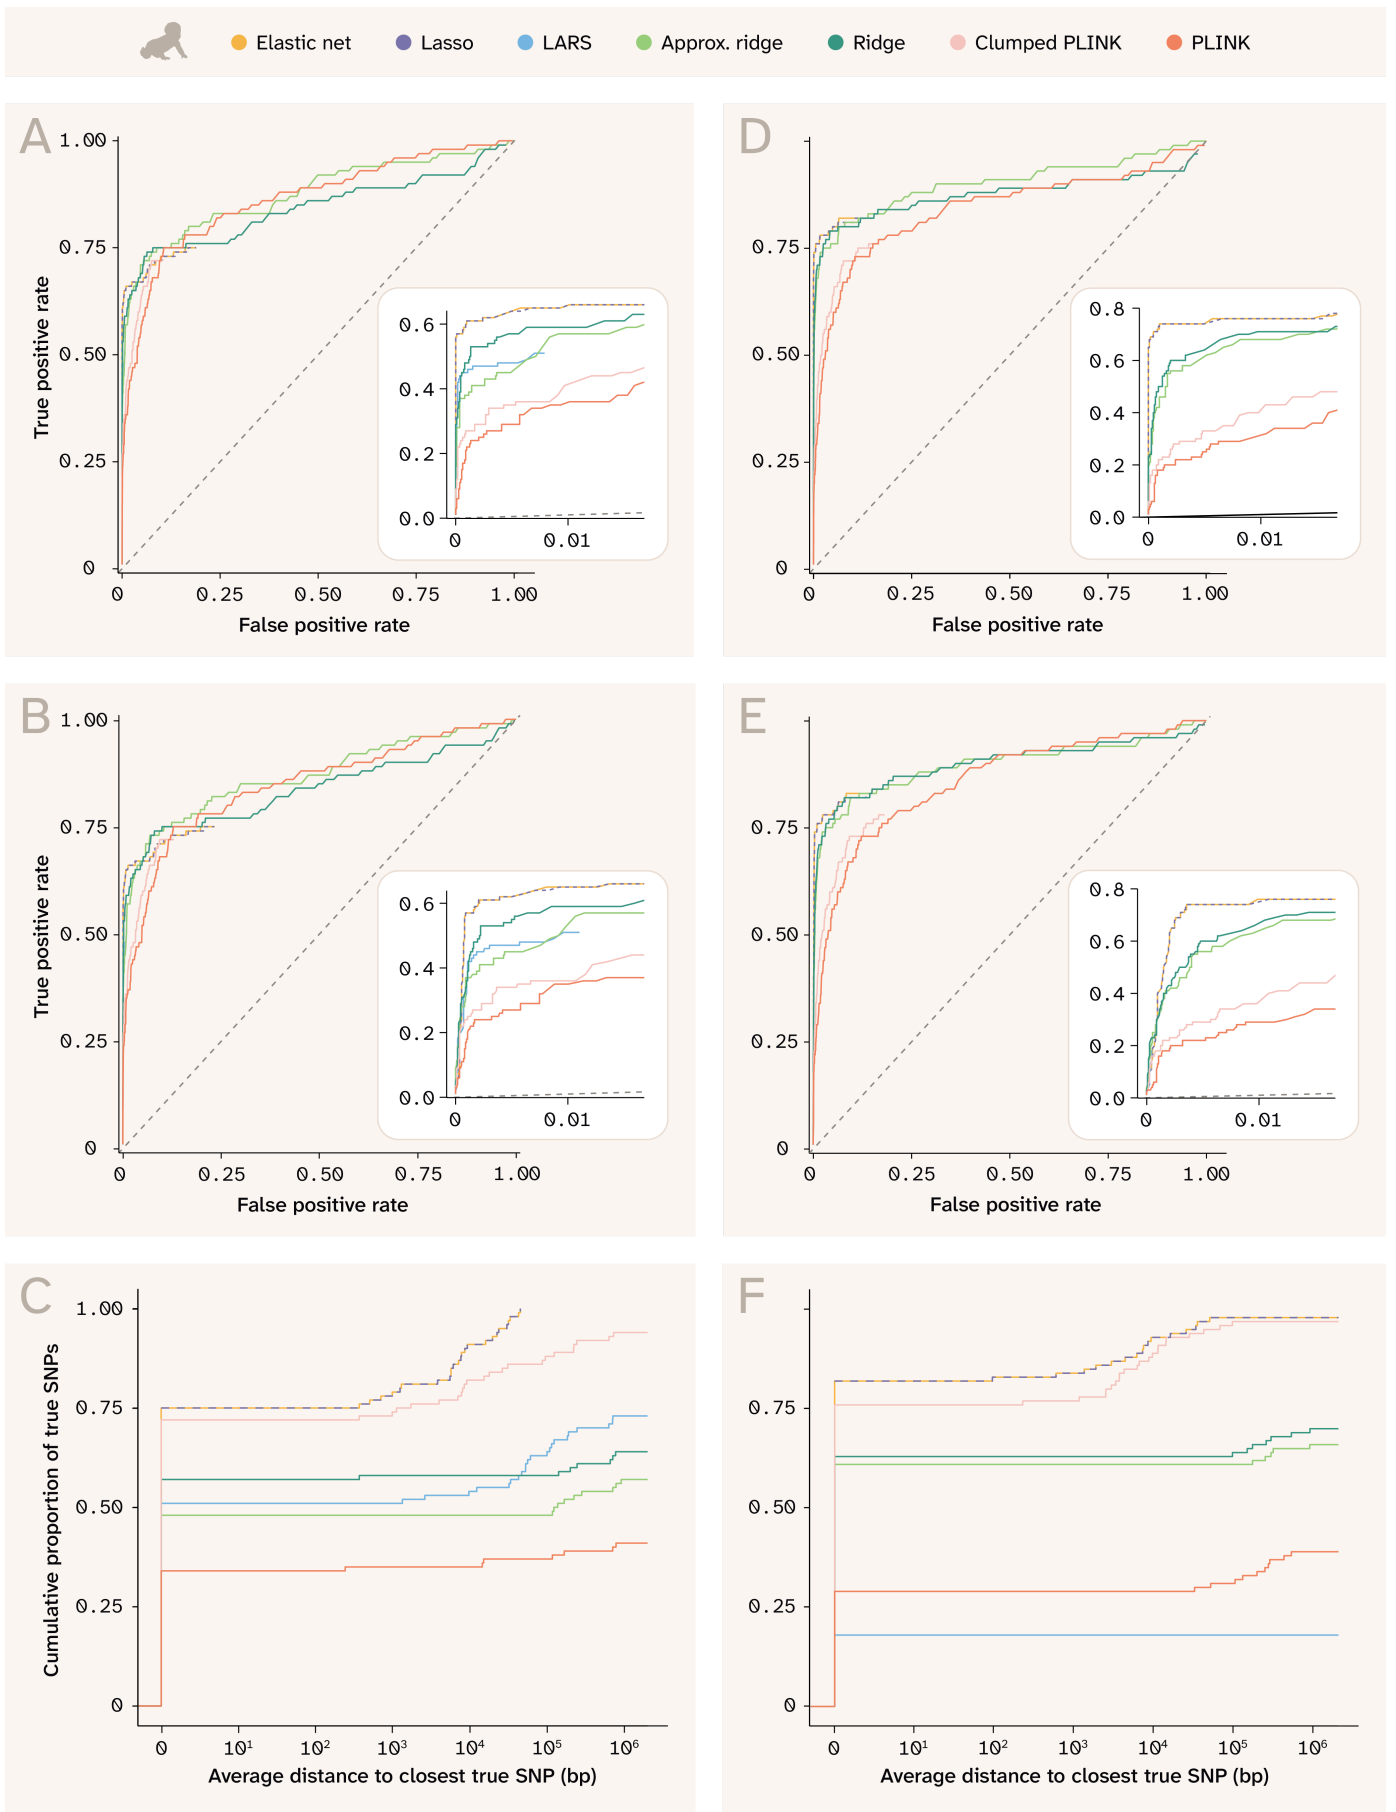 Elastic net Lasso LARS Approx. ridge Ridge Clumped PLINK PLINK
A
1.00
0.75
0.50
0.25
0
True positive rate
0 0.25 0.50 0.75 1.00
False positive rate
0.6
0.4
0.2
0.0
0 0.01
D
0.75
0.50
0.25
0
0 0.25 0.50 0.75 1.00
False positive rate
0.8
0.6
0.4
0.2
0.0
0 0.01
B
1.00
0.75
0.50
0.25
0
True positive rate
0 0.25 0.50 0.75 1.00
False positive rate
0.6
0.4
0.2
0.0
0 0.01
E
0.75
0.50
0.25
0
0 0.25 0.50 0.75 1.00
False positive rate
0.8
0.6
0.4
0.2
0.0
0 0.01
C
1.00
0.75
0.50
0.25
0
Cumulative proportion of true SNPs
0 10¹ 10² 10³ 10⁴ 10⁵ 10⁶
Average distance to closest true SNP (bp)
F
0.75
0.50
0.25
0
0 10¹ 10² 10³ 10⁴ 10⁵ 10⁶
Average distance to closest true SNP (bp)